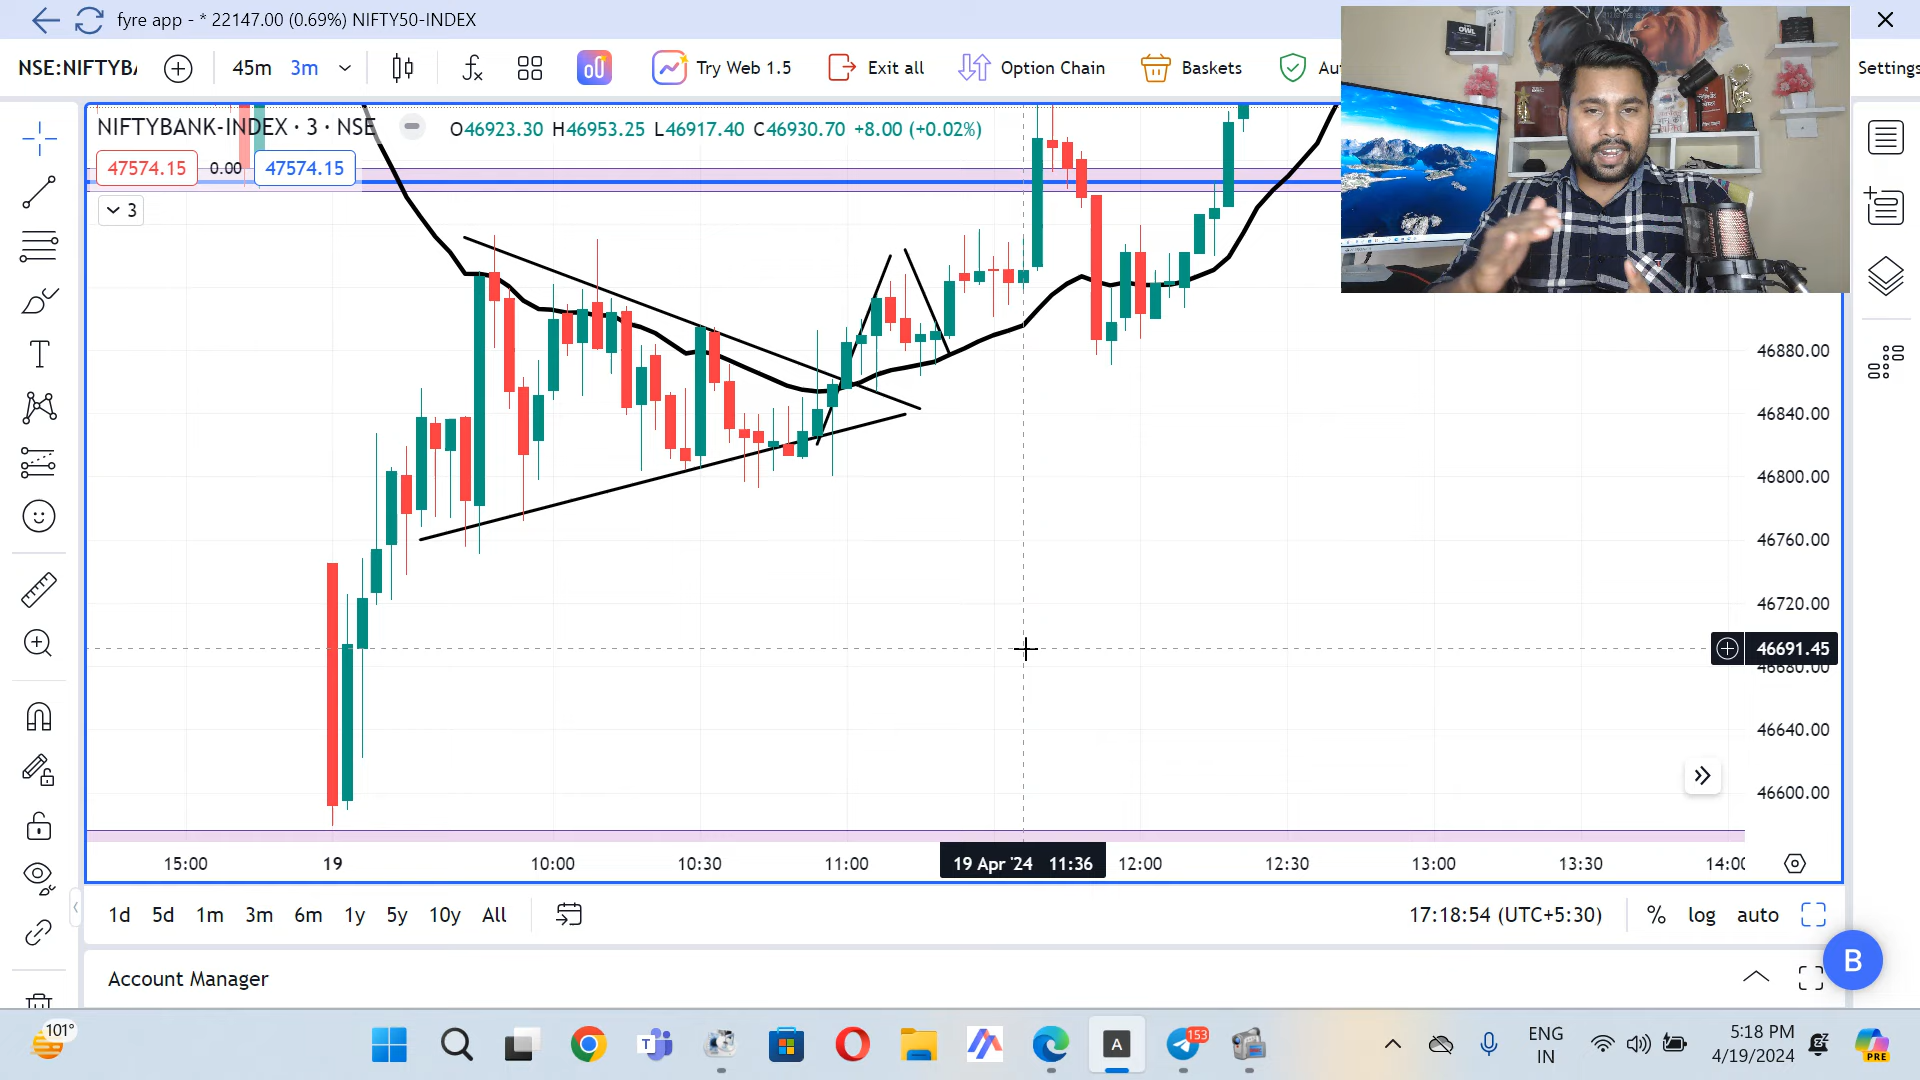 fyre app - * 22147.00 (0.69%) NIFTY50-INDEX
NSE:NIFTYBA
45m
3m
Try Web 1.5
Exit all
Option Chain
Baskets
Au
Settings
NIFTYBANK-INDEX · 3 · NSE
O46923.30 H46953.25 L46917.40 C46930.70 +8.00 (+0.02%)
47574.15
0.00
47574.15
3
46880.00
46840.00
46800.00
46760.00
46720.00
46691.45
46680.00
46640.00
46600.00
15:00
19
10:00
10:30
11:00
19 Apr '24 11:36
12:00
12:30
13:00
13:30
14:00
1d
5d
1m
3m
6m
1y
5y
10y
All
17:18:54 (UTC+5:30)
%
log
auto
B
Account Manager
101°
T
A
153
ENG
IN
5:18 PM
4/19/2024
PRE